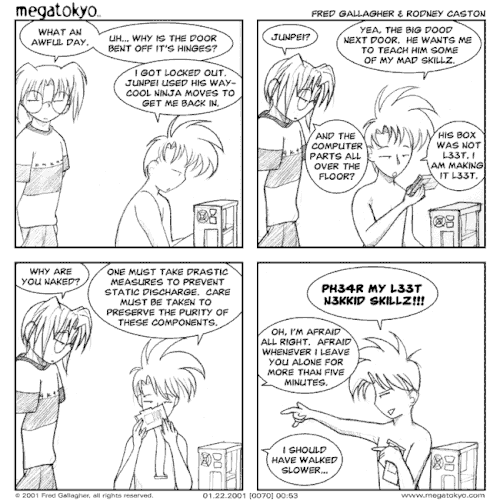 megatokyo™
FRED GALLAGHER & RODNEY CASTON
WHAT AN
AWFUL DAY.
UH... WHY IS THE DOOR
BENT OFF IT'S HINGES?
I GOT LOCKED OUT.
JUNPEI USED HIS WAY-
COOL NINJA MOVES TO
GET ME BACK IN.
JUNPEI?
YEA, THE BIG DOOD
NEXT DOOR. HE WANTS ME
TO TEACH HIM SOME
OF MY MAD SKILLZ.
AND THE
COMPUTER
PARTS ALL
OVER THE
FLOOR?
HIS BOX
WAS NOT
L33T. I
AM MAKING
IT L33T.
WHY ARE
YOU NAKED?
ONE MUST TAKE DRASTIC
MEASURES TO PREVENT
STATIC DISCHARGE. CARE
MUST BE TAKEN TO
PRESERVE THE PURITY OF
THESE COMPONENTS.
PH34R MY L33T
N3KKID SKILLZ!!!
OH, I'M AFRAID
ALL RIGHT. AFRAID
WHENEVER I LEAVE
YOU ALONE FOR
MORE THAN FIVE
MINUTES.
I SHOULD
HAVE WALKED
SLOWER...
© 2001 Fred Gallagher, all rights reserved.
01.22.2001 [0070] 00:53
www.megatokyo.com